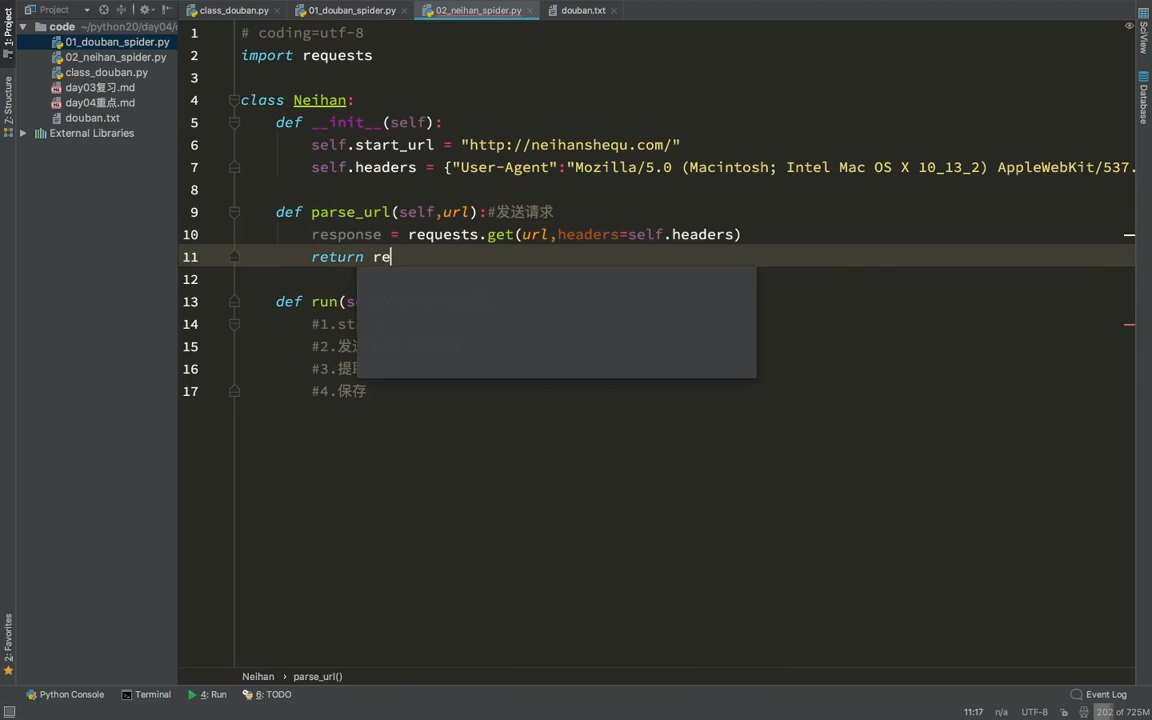 Project
class_douban.py
01_douban_spider.py
02_neihan_spider.py
douban.txt
1: Project
Z: Structure
2: Favorites
code ~/python20/day04/
01_douban_spider.py
02_neihan_spider.py
class_douban.py
day03复习.md
day04重点.md
douban.txt
External Libraries
1 # coding=utf-8
2 import requests
3
4 class Neihan:
5 def __init__(self):
6 self.start_url = "http://neihanshequ.com/"
7 self.headers = {"User-Agent":"Mozilla/5.0 (Macintosh; Intel Mac OS X 10_13_2) AppleWebKit/537.
8
9 def parse_url(self,url):#发送请求
10 response = requests.get(url,headers=self.headers)
11 return re
12
13 def run(s
14 #1.st
15 #2.发
16 #3.提
17 #4.保存
SciView
Database
Neihan › parse_url()
Python Console
Terminal
4: Run
6: TODO
Event Log
11:17 n/a UTF-8 202 of 725M